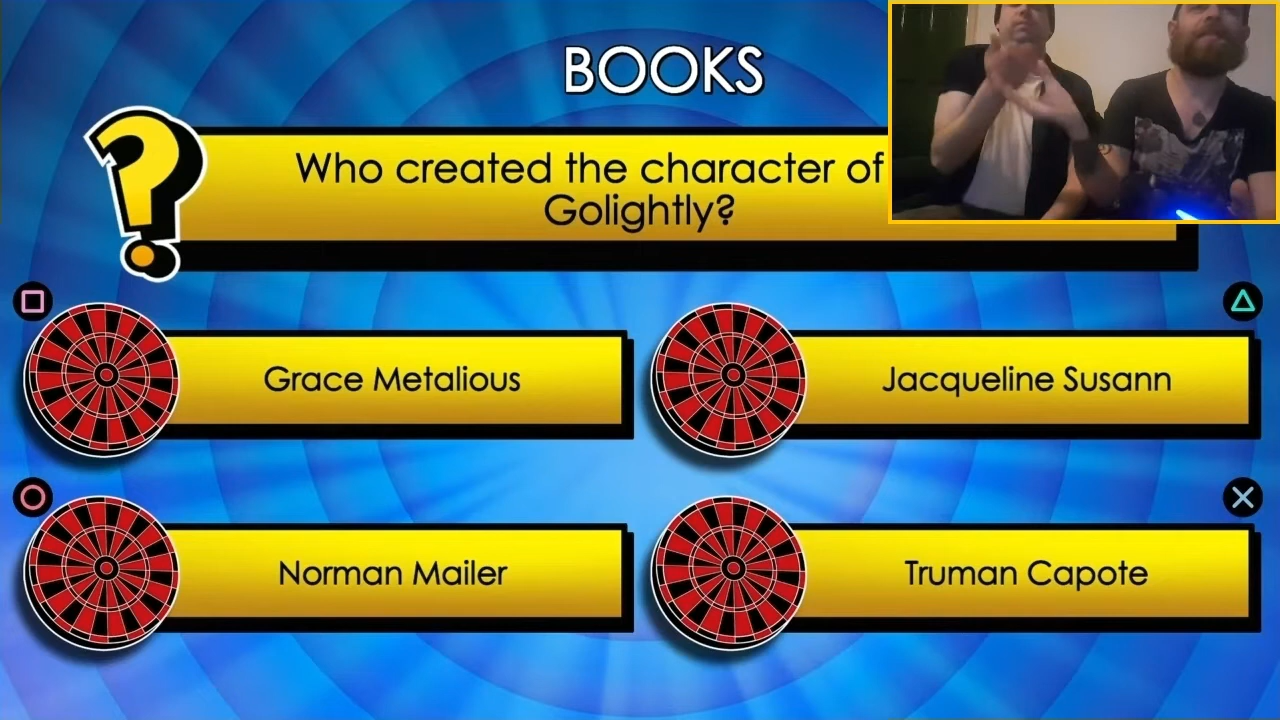 BOOKS
Who created the character of
Golightly?
Grace Metalious
Jacqueline Susann
Norman Mailer
Truman Capote